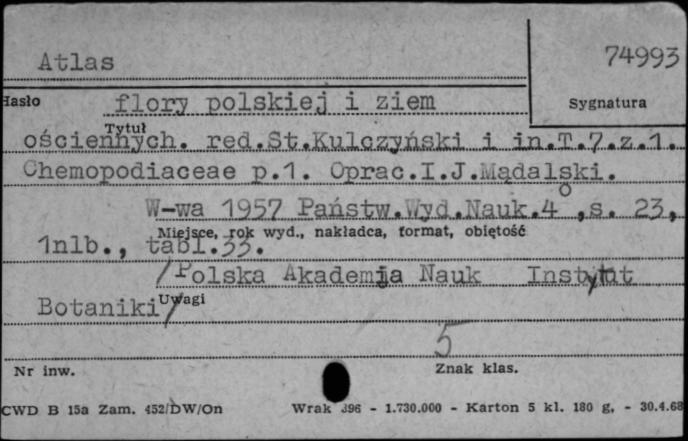 Atlas
74993
Hasło
flory polskiej i ziem
Sygnatura
Tytuł
ościennych. red.St.Kulczyński i in.T.7.z.1.
Chemopodiaceae p.1. Oprac.I.J.Mądalski.
W-wa 1957 Państw.Wyd.Nauk.4°,s. 23,
Miejsce, rok wyd., nakładca, format, objętość
1nlb., tabl.33.
/Polska Akademia Nauk Instytut
Botaniki/
Uwagi
5
Nr inw.
Znak klas.
CWD B 15a Zam. 452/DW/On
Wrak 396 - 1.730.000 - Karton 5 kl. 180 g, - 30.4.68